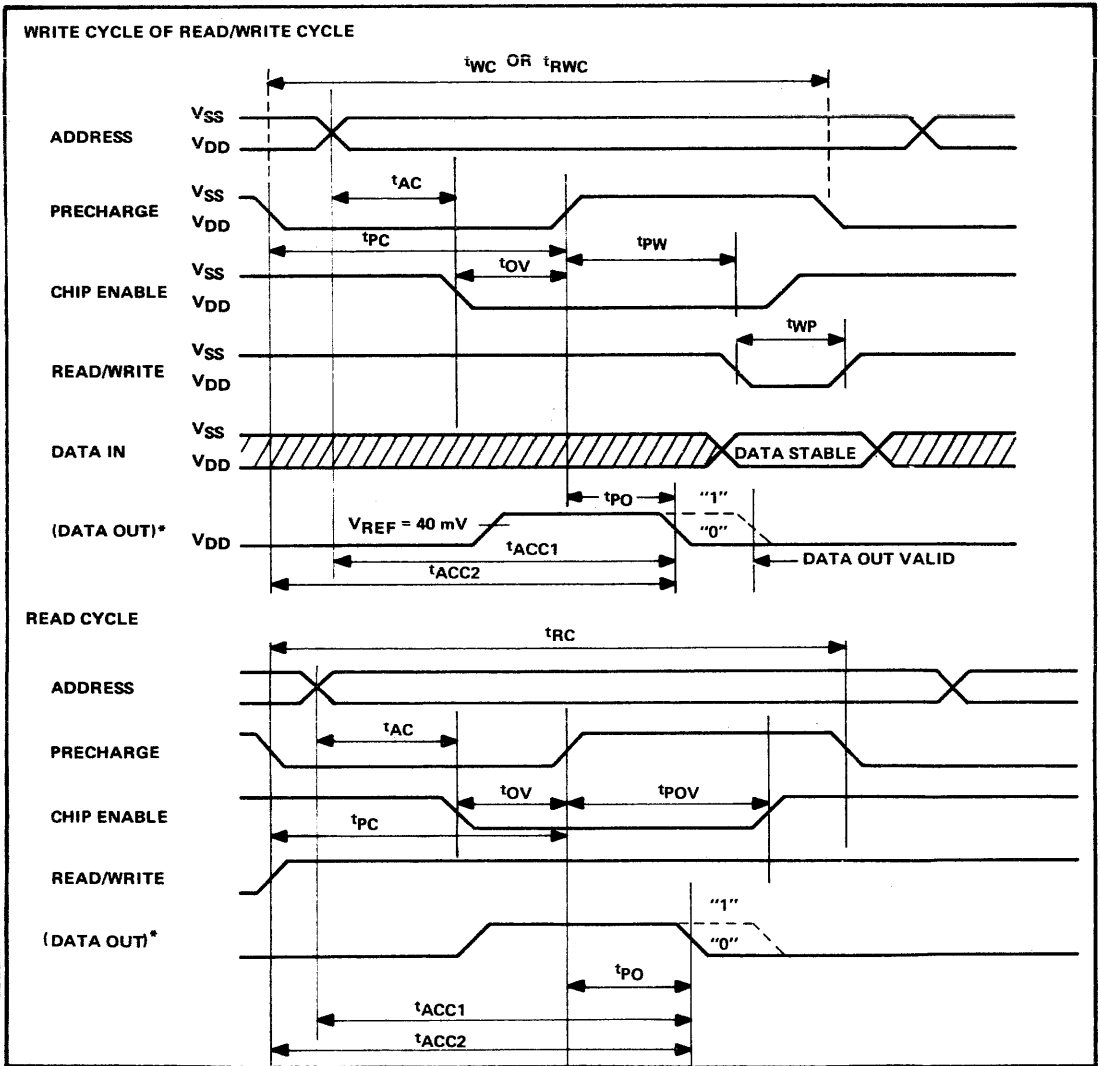 WRITE CYCLE OF READ/WRITE CYCLE
tWC OR tRWC
ADDRESS
VSS
VDD
tAC
PRECHARGE
VSS
VDD
tPC
tPW
tOV
CHIP ENABLE
VSS
VDD
tWP
READ/WRITE
VSS
VDD
DATA IN
VSS
VDD
DATA STABLE
tPO
"1"
(DATA OUT)*
VREF = 40 mV
"0"
VDD
tACC1
DATA OUT VALID
tACC2
READ CYCLE
tRC
ADDRESS
tAC
PRECHARGE
tOV
tPOV
CHIP ENABLE
tPC
READ/WRITE
"1"
(DATA OUT)*
"0"
tPO
tACC1
tACC2